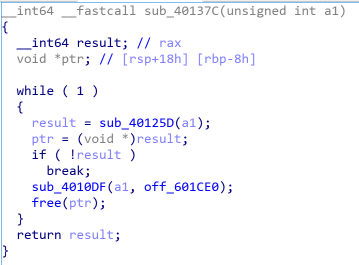 __int64 __fastcall sub_40137C(unsigned int a1)
{
  __int64 result; // rax
  void *ptr; // [rsp+18h] [rbp-8h]

  while ( 1 )
  {
    result = sub_40125D(a1);
    ptr = (void *)result;
    if ( !result )
      break;
    sub_4010DF(a1, off_601CE0);
    free(ptr);
  }
  return result;
}